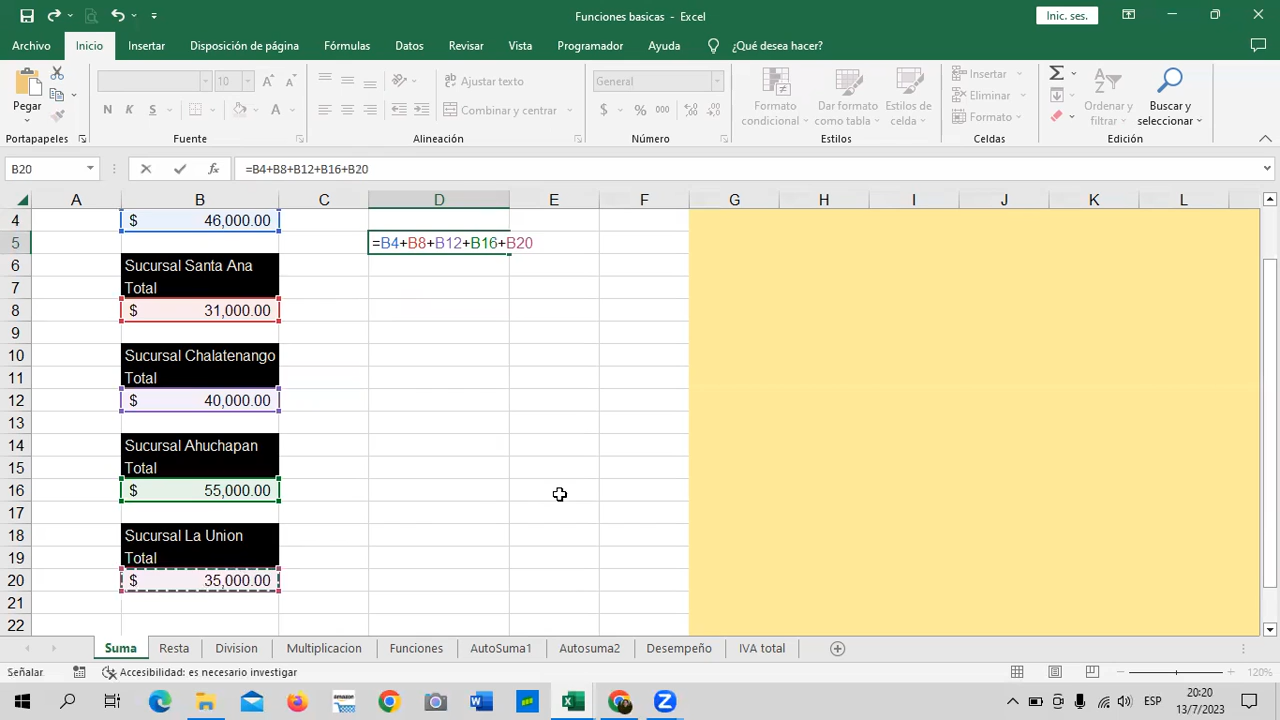 Funciones basicas - Excel
Inic. ses.
Archivo Inicio Insertar Disposición de página Fórmulas Datos Revisar Vista Programador Ayuda ¿Qué desea hacer?
Pegar
10
N K S
Ajustar texto
Combinar y centrar
General
$ % 000
Formato condicional
Dar formato como tabla
Estilos de celda
Insertar
Eliminar
Formato
Ordenar y filtrar
Buscar y seleccionar
Portapapeles Fuente Alineación Número Estilos Celdas Edición
B20 fx =B4+B8+B12+B16+B20
A B C D E F G H I J K L
4 $ 46,000.00
5 =B4+B8+B12+B16+B20
6 Sucursal Santa Ana
7 Total
8 $ 31,000.00
9
10 Sucursal Chalatenango
11 Total
12 $ 40,000.00
13
14 Sucursal Ahuchapan
15 Total
16 $ 55,000.00
17
18 Sucursal La Union
19 Total
20 $ 35,000.00
21
22
Suma Resta Division Multiplicacion Funciones AutoSuma1 Autosuma2 Desempeño IVA total
Señalar Accesibilidad: es necesario investigar 120%
ESP 20:20
13/7/2023